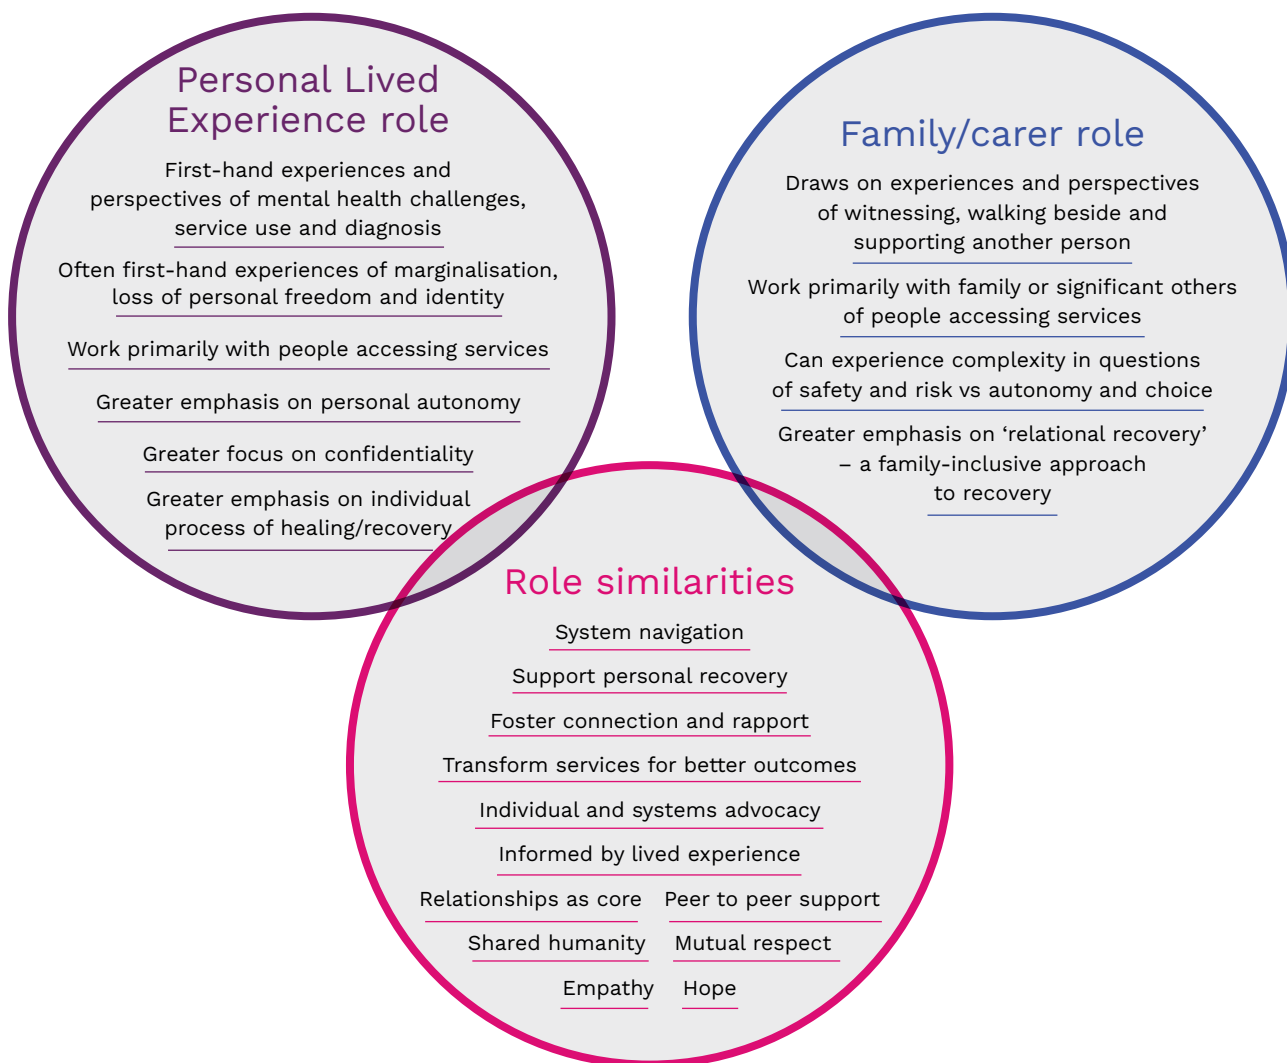 Personal Lived
Experience role
First-hand experiences and
perspectives of mental health challenges,
service use and diagnosis
Often first-hand experiences of marginalisation,
loss of personal freedom and identity
Work primarily with people accessing services
Greater emphasis on personal autonomy
Greater focus on confidentiality
Greater emphasis on individual
process of healing/recovery
Family/carer role
Draws on experiences and perspectives
of witnessing, walking beside and
supporting another person
Work primarily with family or significant others
of people accessing services
Can experience complexity in questions
of safety and risk vs autonomy and choice
Greater emphasis on ‘relational recovery’
– a family-inclusive approach
to recovery
Role similarities
System navigation
Support personal recovery
Foster connection and rapport
Transform services for better outcomes
Individual and systems advocacy
Informed by lived experience
Relationships as core Peer to peer support
Shared humanity Mutual respect
Empathy Hope